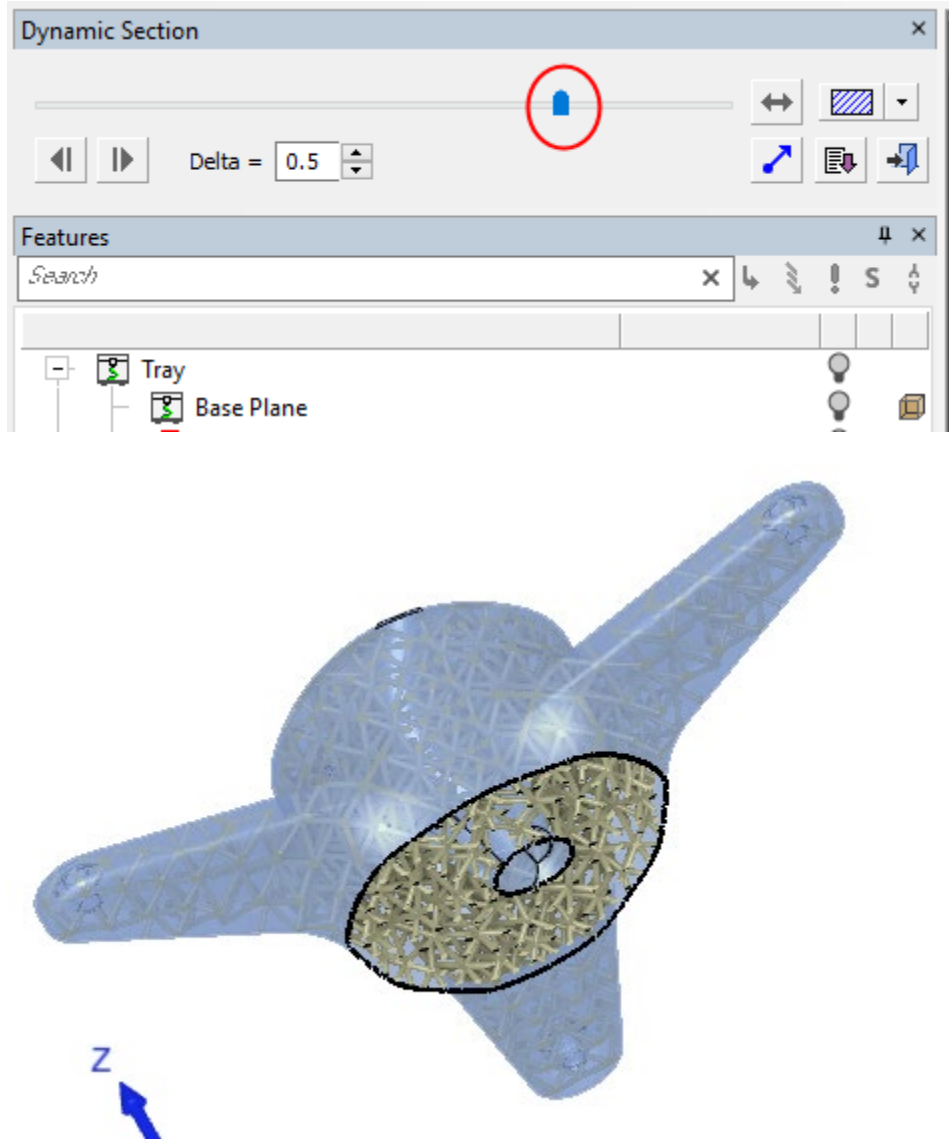 Dynamic Section
Delta = 0.5
Features
Search
S
Tray
Base Plane
Z